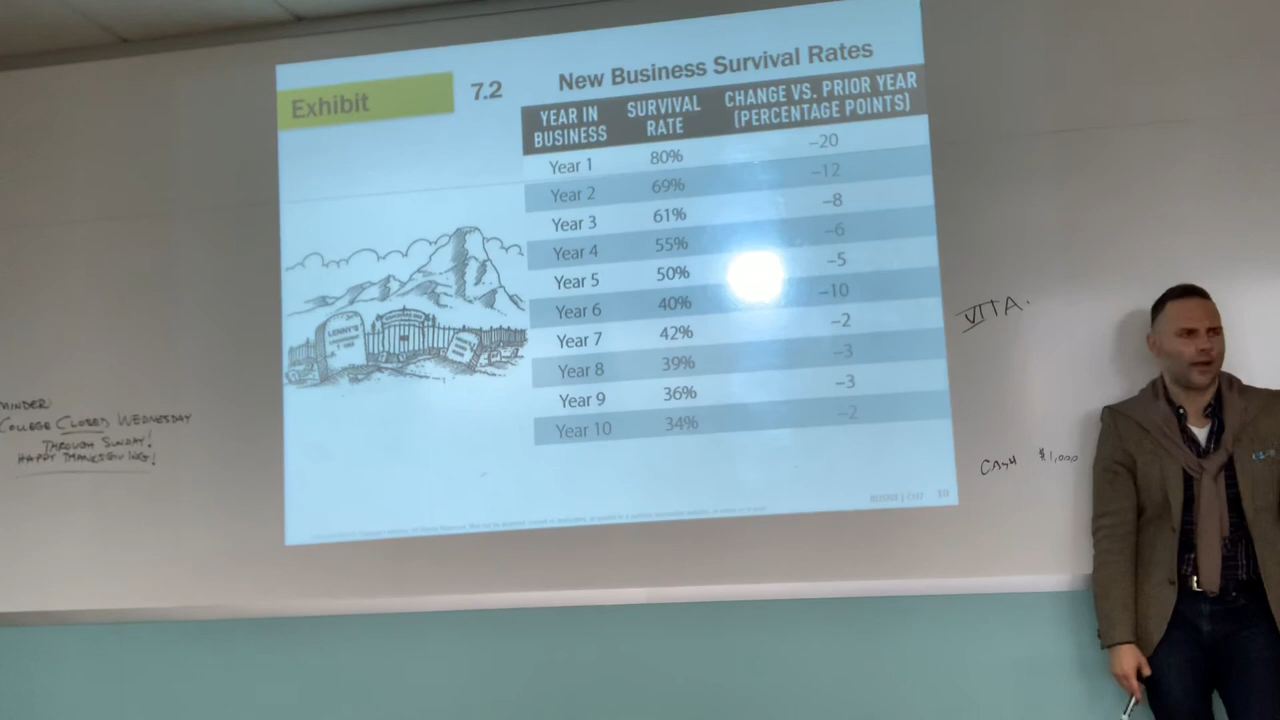 Exhibit 7.2 New Business Survival Rates
YEAR IN BUSINESS SURVIVAL RATE CHANGE VS. PRIOR YEAR (PERCENTAGE POINTS)
Year 1 80% –20
Year 2 69% –12
Year 3 61% –8
Year 4 55% –6
Year 5 50% –5
Year 6 40% –10
Year 7 42% –2
Year 8 39% –3
Year 9 36% –3
Year 10 34% –2
LENNY'S
MINDER:
COLLEGE CLOSED WEDNESDAY
THROUGH SUNDAY!
HAPPY THANKSGIVING!
VITA.
CASH $1,000
10